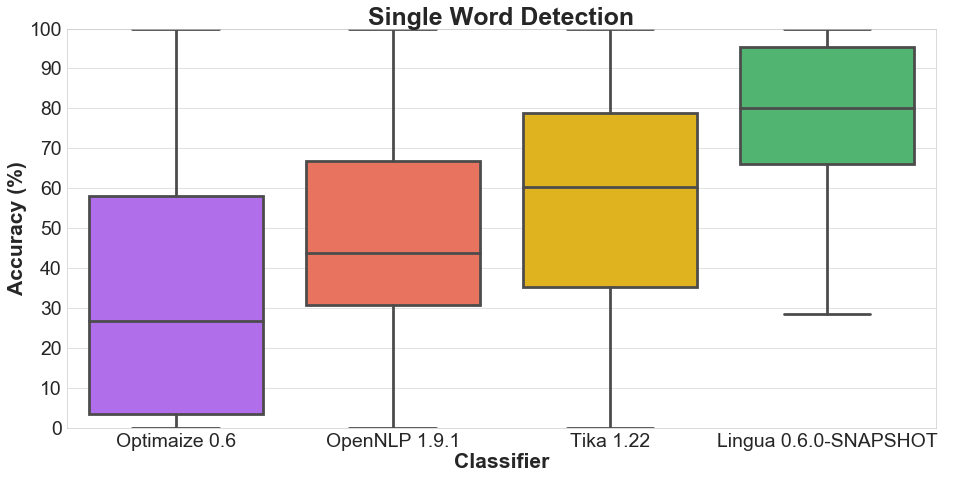 Single Word Detection
Accuracy (%)
100
90
80
70
60
50
40
30
20
10
0
Optimaize 0.6
OpenNLP 1.9.1
Tika 1.22
Lingua 0.6.0-SNAPSHOT
Classifier